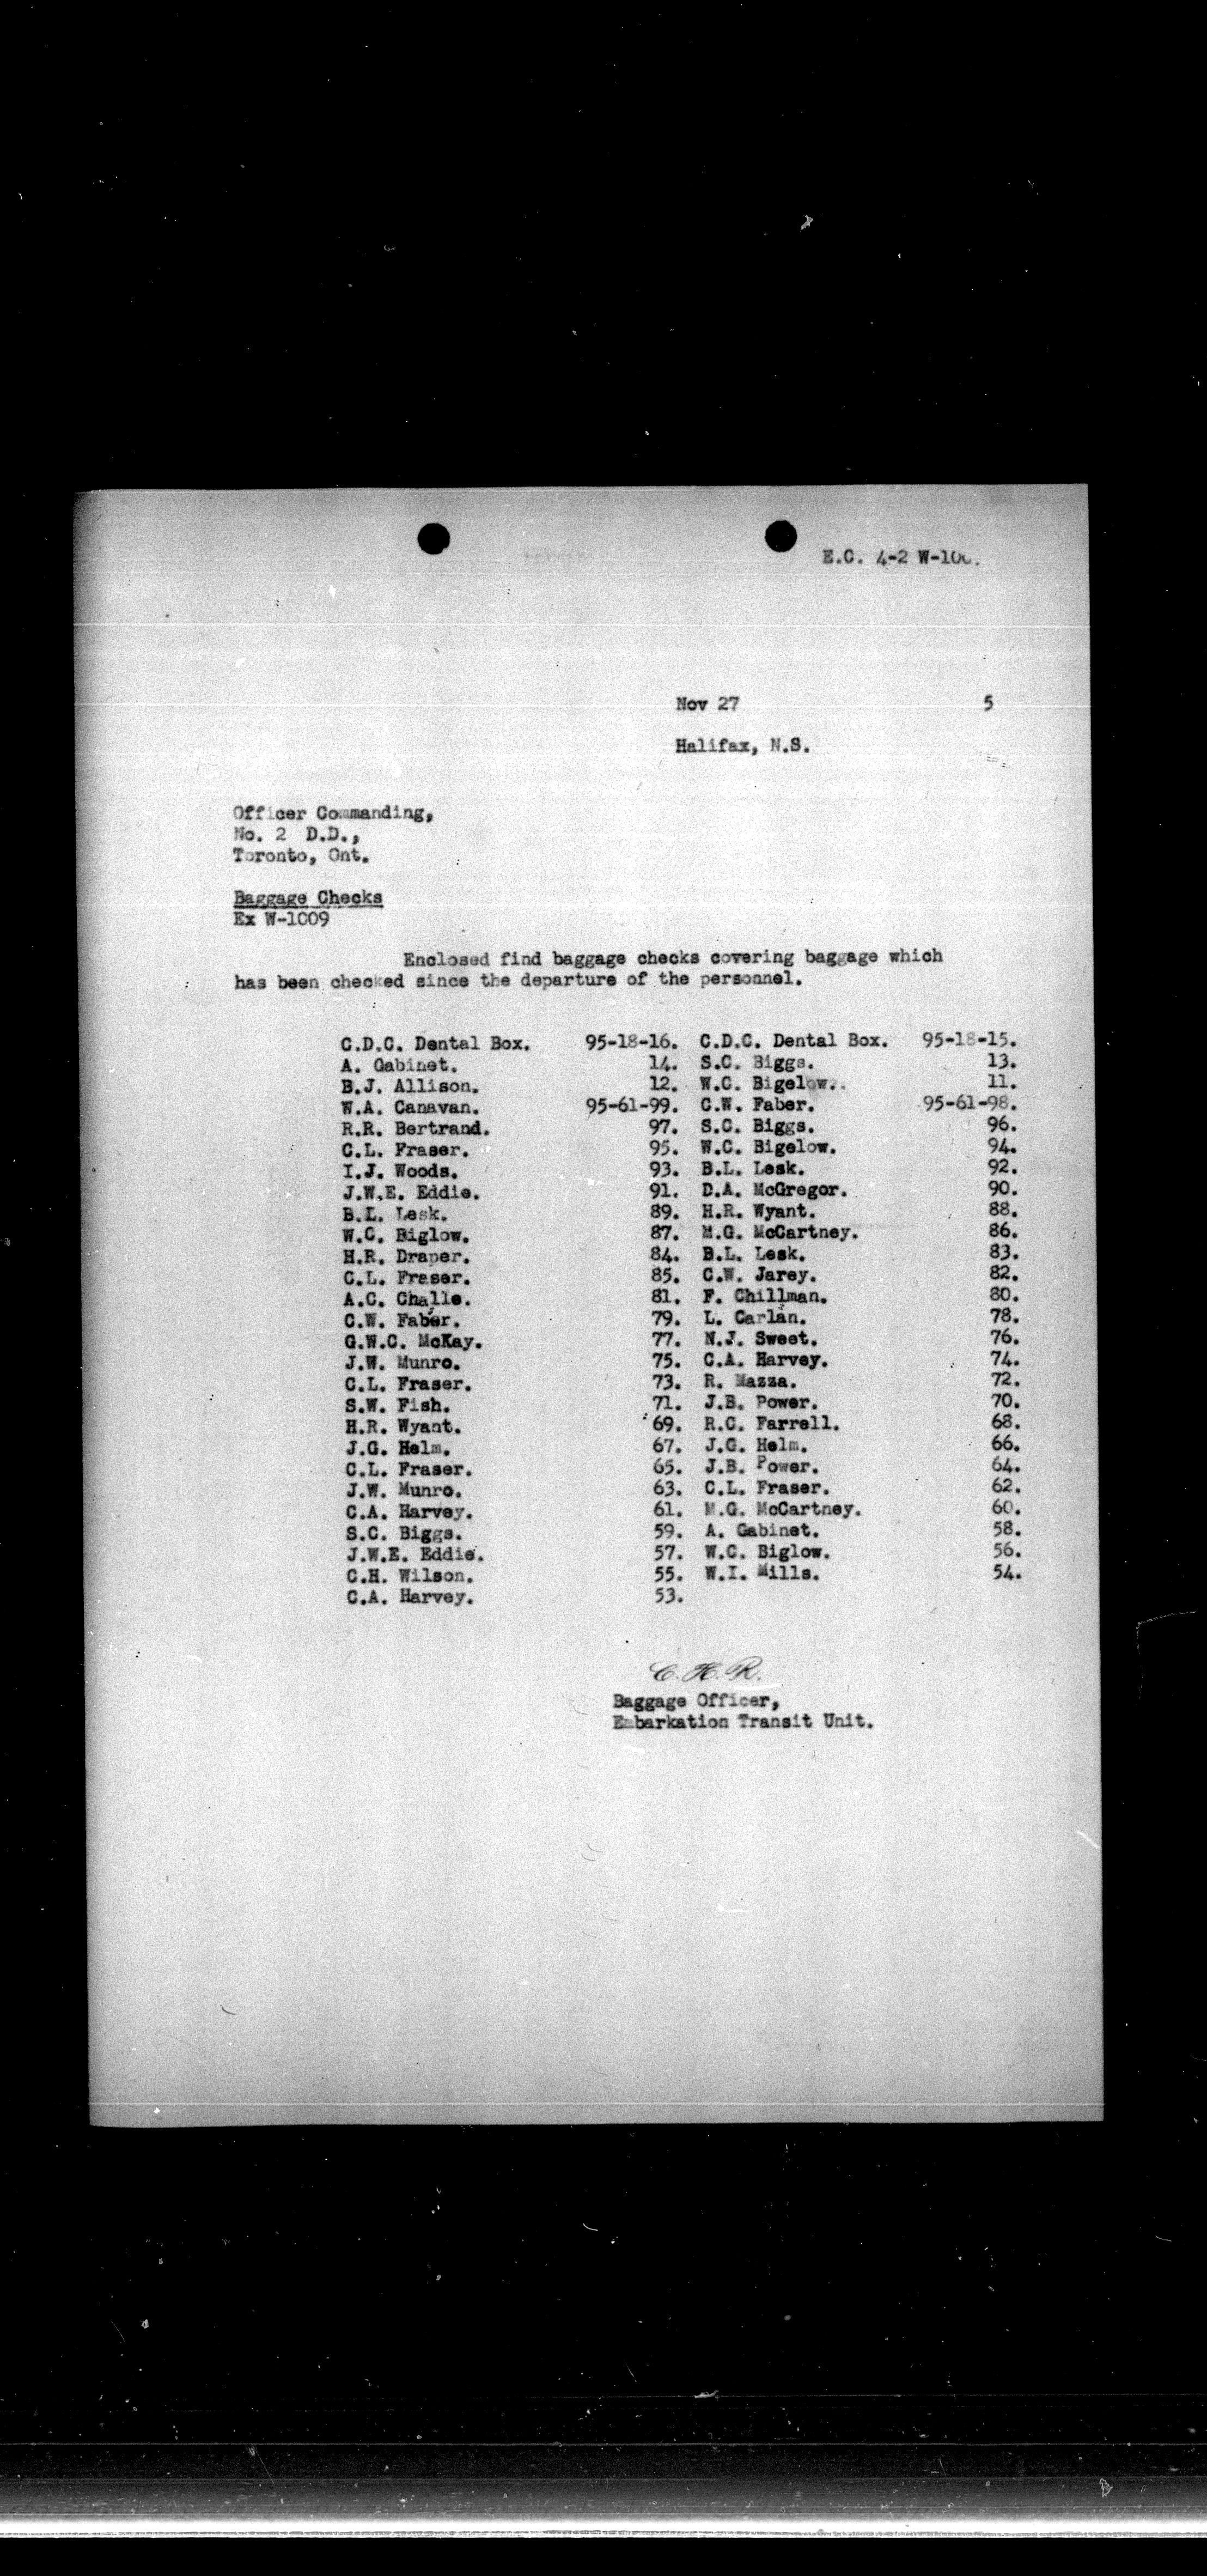 E.C. 4-2 W-100.
Nov 27 5
Halifax, N.S.
Officer Commanding,
No. 2 D.D.,
Toronto, Ont.
Baggage Checks
Ex W-1009
Enclosed find baggage checks covering baggage which
has been checked since the departure of the personnel.
C.D.C. Dental Box. 95-18-16. C.D.C. Dental Box. 95-18-15.
A. Gabinet. 14. S.C. Biggs. 13.
B.J. Allison. 12. W.C. Bigelow.. 11.
W.A. Canavan. 95-61-99. C.W. Faber. 95-61-98.
R.R. Bertrand. 97. S.C. Biggs. 96.
C.L. Fraser. 95. W.C. Bigelow. 94.
I.J. Woods. 93. B.L. Lesk. 92.
J.W.E. Eddie. 91. D.A. McGregor. 90.
B.L. Lesk. 89. H.R. Wyant. 88.
W.C. Biglow. 87. M.G. McCartney. 86.
H.R. Draper. 84. B.L. Lesk. 83.
C.L. Fraser. 85. C.W. Jarey. 82.
A.C. Challe. 81. F. Chillman. 80.
C.W. Faber. 79. L. Carlan. 78.
G.W.C. McKay. 77. N.J. Sweet. 76.
J.W. Munro. 75. C.A. Harvey. 74.
C.L. Fraser. 73. R. Mazza. 72.
S.W. Fish. 71. J.B. Power. 70.
H.R. Wyant. 69. R.C. Farrell. 68.
J.G. Helm. 67. J.G. Helm. 66.
C.L. Fraser. 65. J.B. Power. 64.
J.W. Munro. 63. C.L. Fraser. 62.
C.A. Harvey. 61. M.G. McCartney. 60.
S.C. Biggs. 59. A. Gabinet. 58.
J.W.E. Eddie. 57. W.C. Biglow. 56.
C.H. Wilson. 55. W.I. Mills. 54.
C.A. Harvey. 53.
C.H.R.
Baggage Officer,
Embarkation Transit Unit.